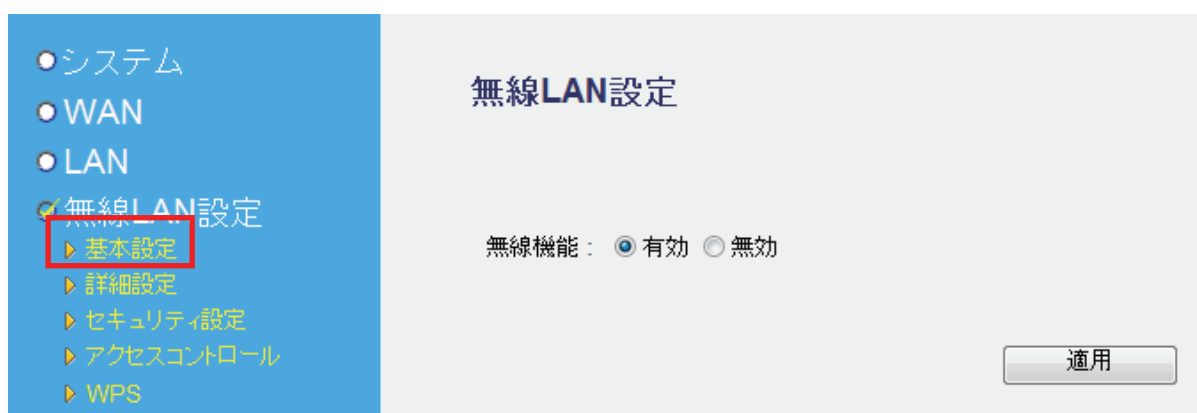 システム
WAN
LAN
無線LAN設定
基本設定
詳細設定
セキュリティ設定
アクセスコントロール
WPS
無線LAN設定
無線機能： 有効 無効
適用